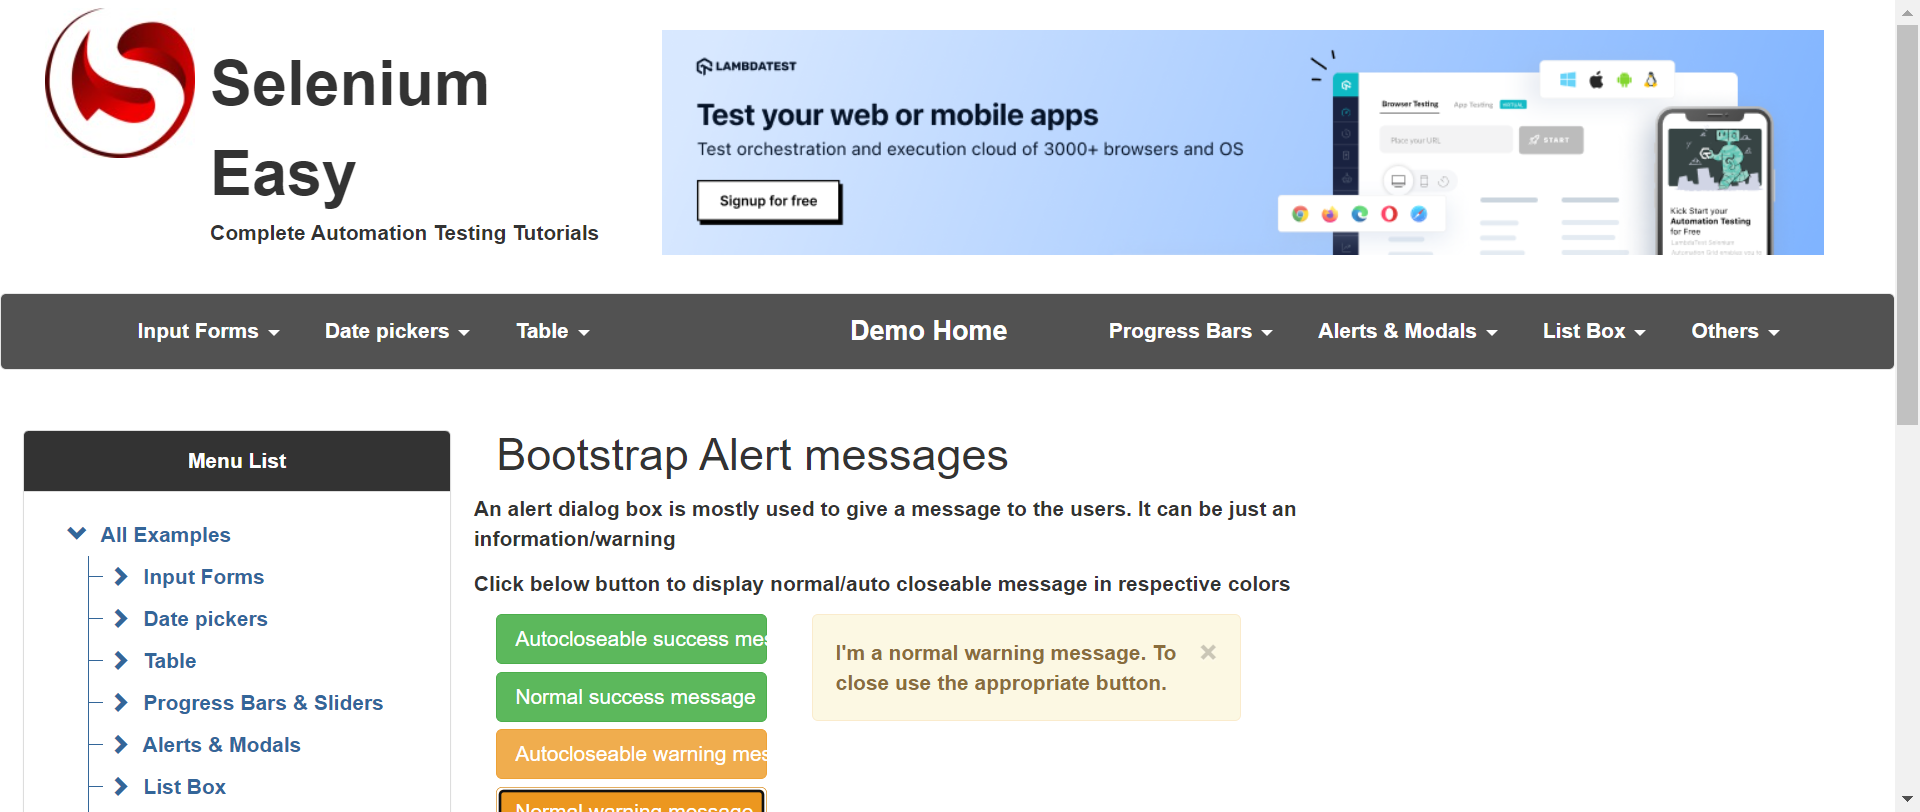 Selenium
Easy
Complete Automation Testing Tutorials
LAMBDATEST
Test your web or mobile apps
Test orchestration and execution cloud of 3000+ browsers and OS
Signup for free
Browser Testing
App Testing
VIRTUAL
Place your URL
START
Kick Start your
Automation Testing
for Free
LambdaTest Selenium
Input Forms
Date pickers
Table
Demo Home
Progress Bars
Alerts & Modals
List Box
Others
Menu List
All Examples
Input Forms
Date pickers
Table
Progress Bars & Sliders
Alerts & Modals
List Box
Bootstrap Alert messages
An alert dialog box is mostly used to give a message to the users. It can be just an
information/warning
Click below button to display normal/auto closeable message in respective colors
Autocloseable success mes
Normal success message
Autocloseable warning mes
Normal warning message
I'm a normal warning message. To
close use the appropriate button.
×